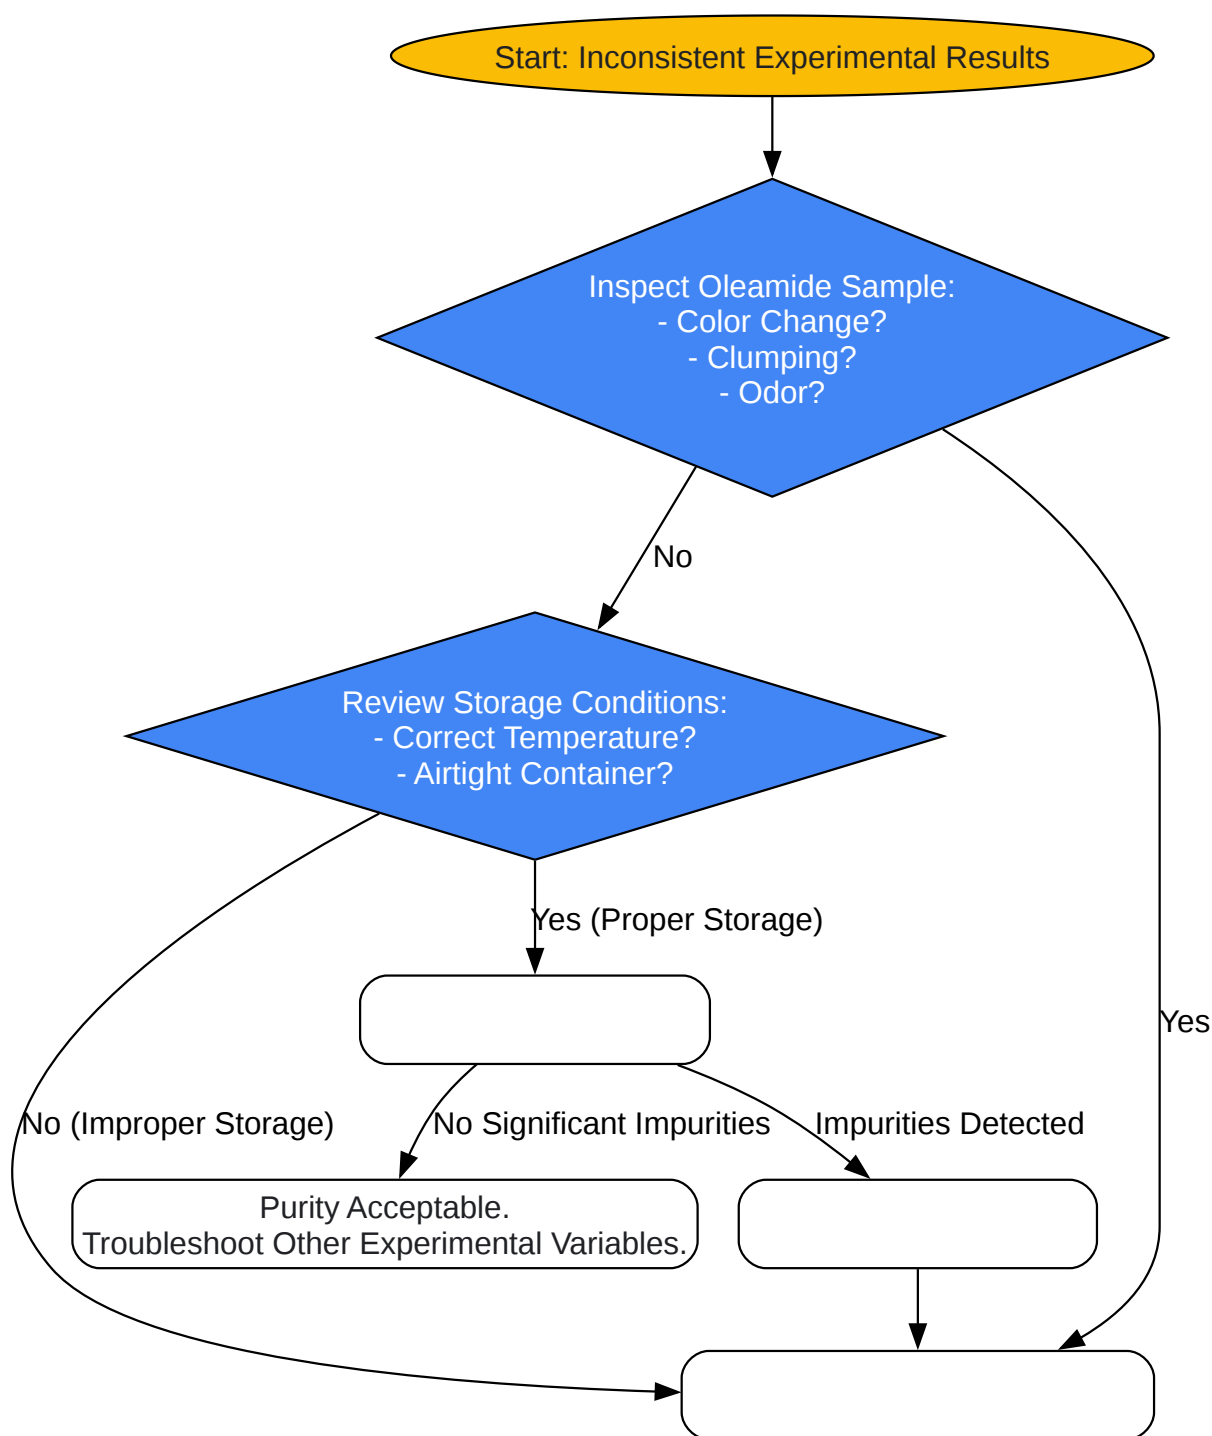 Start: Inconsistent Experimental Results
Inspect Oleamide Sample:
- Color Change?
- Clumping?
- Odor?
No
Review Storage Conditions:
- Correct Temperature?
- Airtight Container?
Yes (Proper Storage)
Yes
No (Improper Storage)
No Significant Impurities
Impurities Detected
Purity Acceptable.
Troubleshoot Other Experimental Variables.